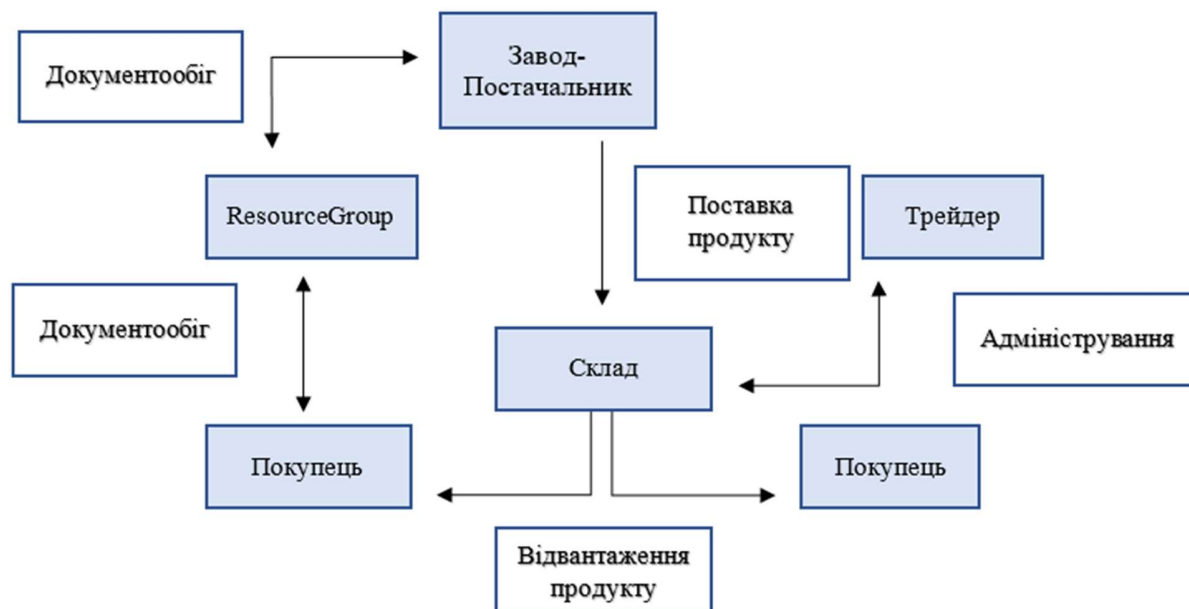 Документообіг
Завод-
Постачальник
ResourceGroup
Поставка
продукту
Трейдер
Документообіг
Адміністрування
Склад
Покупець
Покупець
Відвантаження
продукту